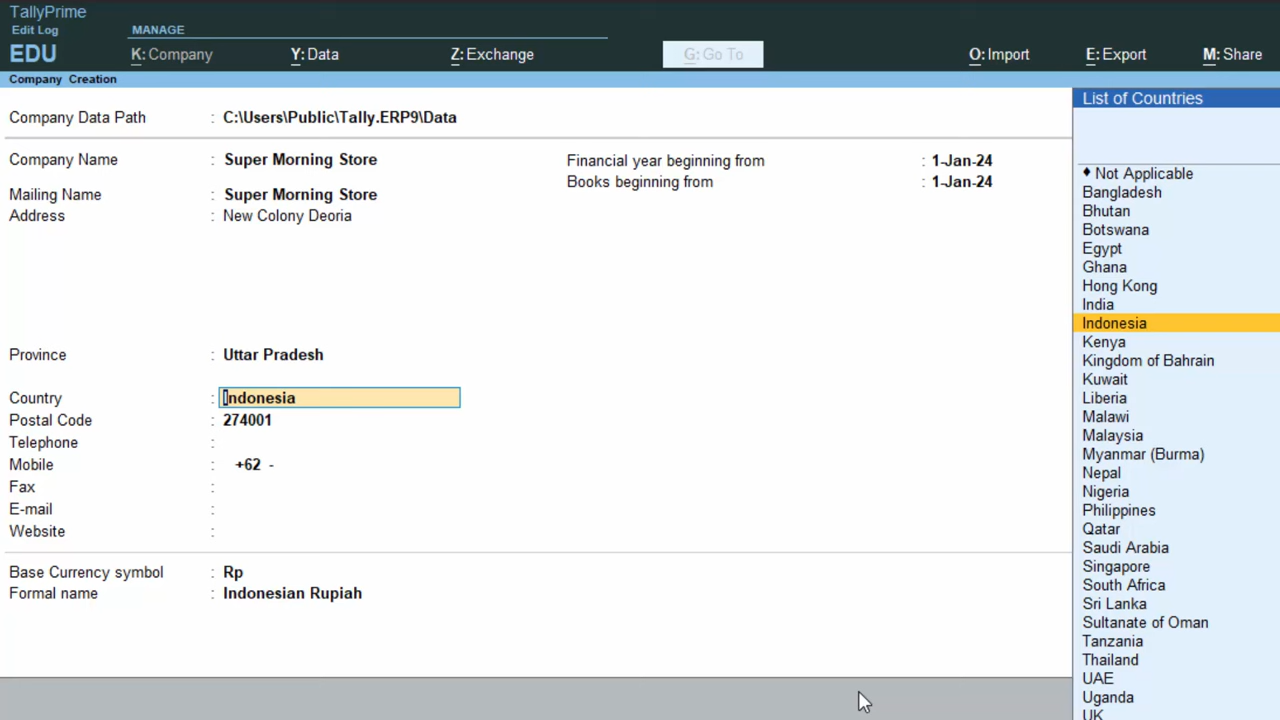 TallyPrime
Edit Log
MANAGE
EDU
K: Company
Y: Data
Z: Exchange
G: Go To
O: Import
E: Export
M: Share
Company Creation
Company Data Path : C:\Users\Public\Tally.ERP9\Data
Company Name : Super Morning Store
Mailing Name : Super Morning Store
Address : New Colony Deoria
Financial year beginning from : 1-Jan-24
Books beginning from : 1-Jan-24
Province : Uttar Pradesh
Country : Indonesia
Postal Code : 274001
Telephone :
Mobile : +62 -
Fax :
E-mail :
Website :
Base Currency symbol : Rp
Formal name : Indonesian Rupiah
List of Countries
♦ Not Applicable
Bangladesh
Bhutan
Botswana
Egypt
Ghana
Hong Kong
India
Indonesia
Kenya
Kingdom of Bahrain
Kuwait
Liberia
Malawi
Malaysia
Myanmar (Burma)
Nepal
Nigeria
Philippines
Qatar
Saudi Arabia
Singapore
South Africa
Sri Lanka
Sultanate of Oman
Tanzania
Thailand
UAE
Uganda
UK